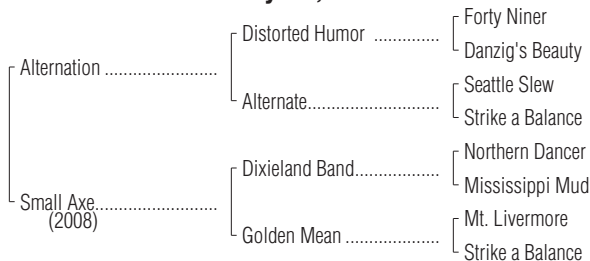 Forty Niner
Distorted Humor ..............
Danzig's Beauty
Alternation ........................
Seattle Slew
Alternate............................
Strike a Balance
Northern Dancer
Dixieland Band..................
Mississippi Mud
Small Axe..........................
(2008)
Mt. Livermore
Golden Mean ....................
Strike a Balance